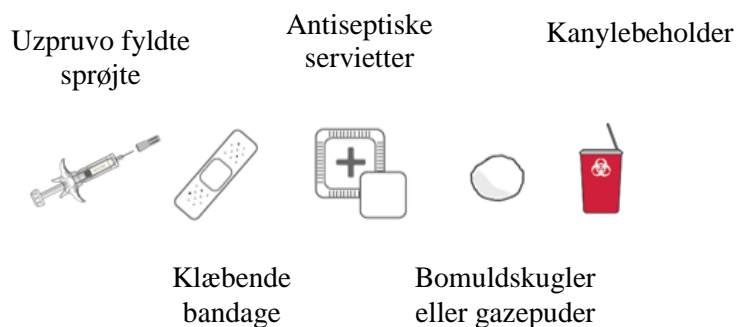 Uzpruvo fyldte
sprøjte
Antiseptiske
servietter
Kanylebeholder
Klæbende
bandage
Bomuldskugler
eller gazepuder